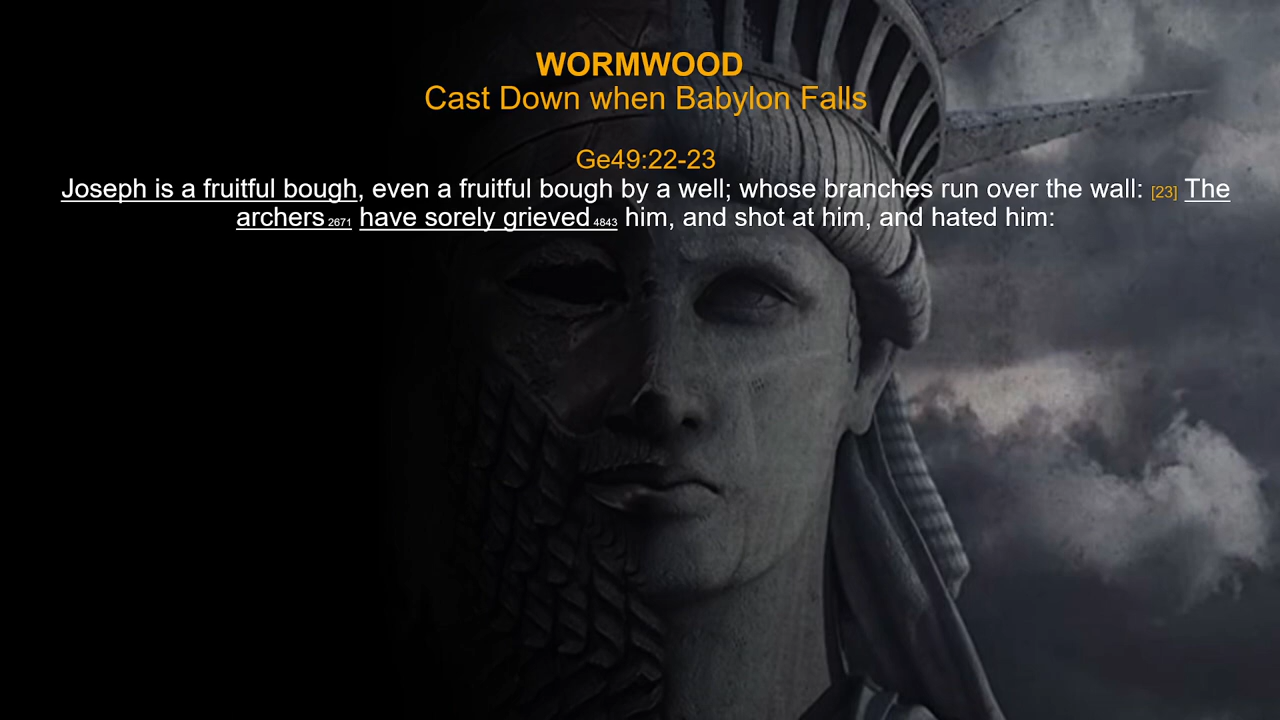 WORMWOOD
Cast Down when Babylon Falls
Ge49:22-23
Joseph is a fruitful bough, even a fruitful bough by a well; whose branches run over the wall: [23] The
archers 2671 have sorely grieved 4843 him, and shot at him, and hated him: